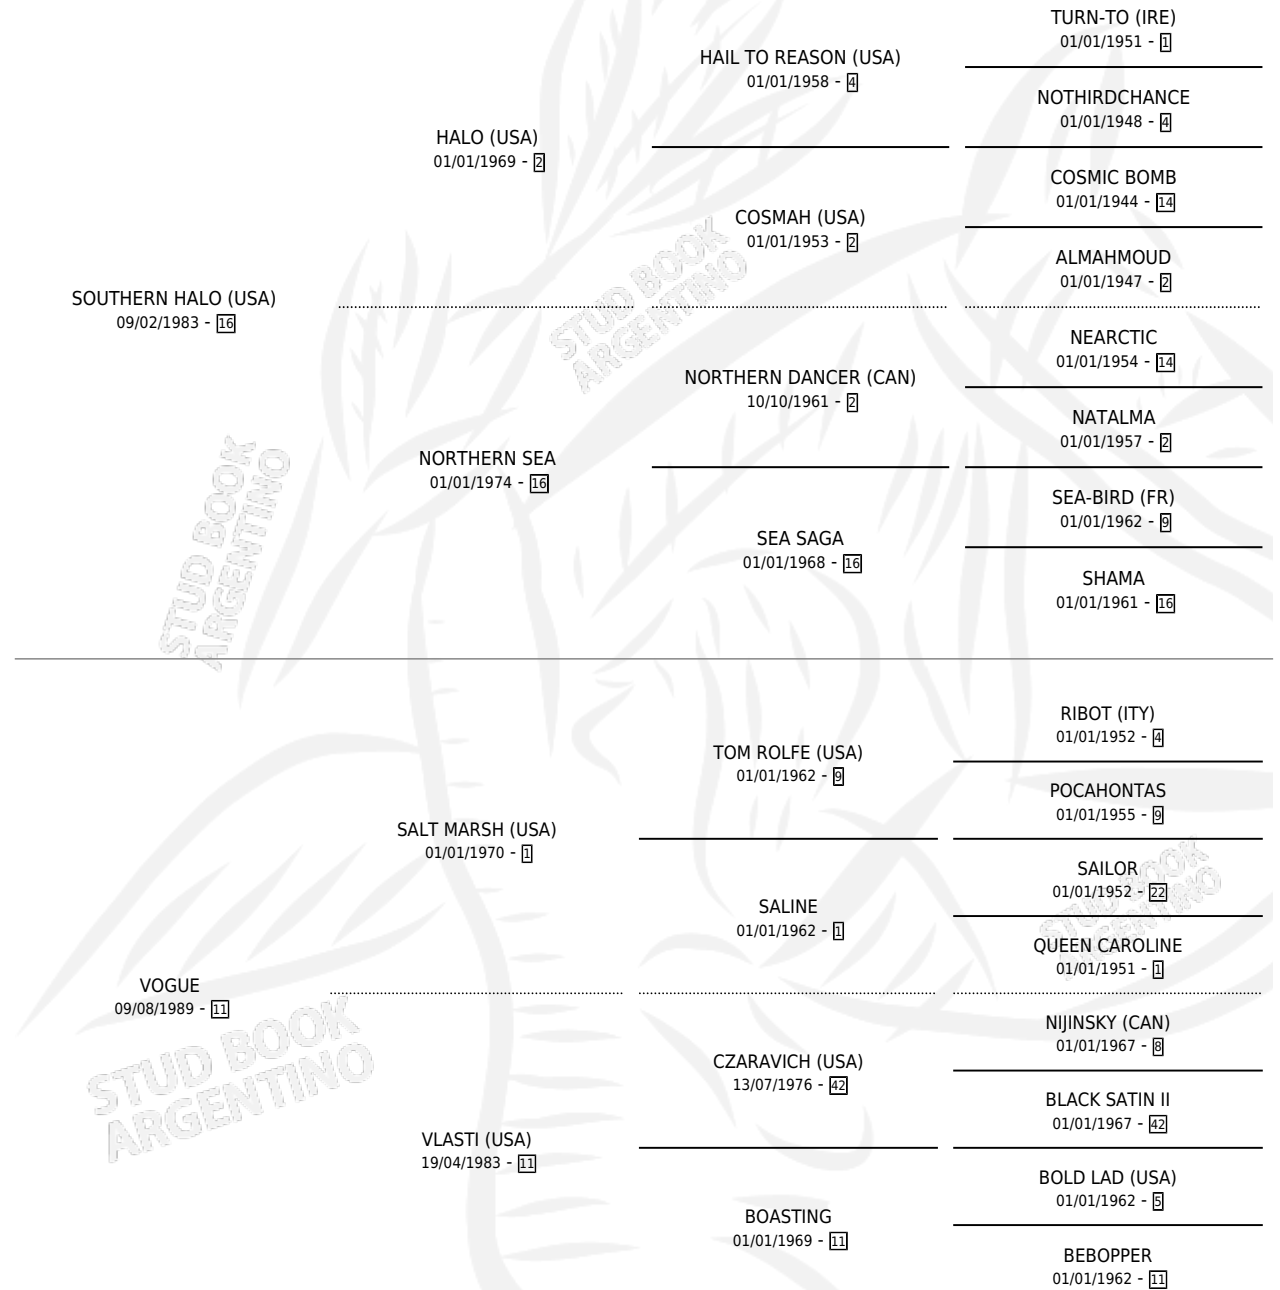 TURN-TO (IRE)
01/01/1951 - 1
HAIL TO REASON (USA)
01/01/1958 - 4
NOTHIRDCHANCE
01/01/1948 - 4
HALO (USA)
01/01/1969 - 2
COSMIC BOMB
01/01/1944 - 14
COSMAH (USA)
01/01/1953 - 2
ALMAHMOUD
01/01/1947 - 2
SOUTHERN HALO (USA)
09/02/1983 - 16
STUD BOOK
ARGENTINO
NEARCTIC
01/01/1954 - 14
NORTHERN DANCER (CAN)
10/10/1961 - 2
NATALMA
01/01/1957 - 2
NORTHERN SEA
01/01/1974 - 16
SEA-BIRD (FR)
01/01/1962 - 9
SEA SAGA
01/01/1968 - 16
SHAMA
01/01/1961 - 16
STUD BOOK
ARGENTINO
RIBOT (ITY)
01/01/1952 - 4
TOM ROLFE (USA)
01/01/1962 - 9
POCAHONTAS
01/01/1955 - 9
SALT MARSH (USA)
01/01/1970 - 1
SAILOR
01/01/1952 - 22
SALINE
01/01/1962 - 1
QUEEN CAROLINE
01/01/1951 - 1
STUD BOOK
ARGENTINO
VOGUE
09/08/1989 - 11
NIJINSKY (CAN)
01/01/1967 - 8
CZARAVICH (USA)
13/07/1976 - 42
BLACK SATIN II
01/01/1967 - 42
VLASTI (USA)
19/04/1983 - 11
BOLD LAD (USA)
01/01/1962 - 5
BOASTING
01/01/1969 - 11
BEBOPPER
01/01/1962 - 11
STUD BOOK
ARGENTINO